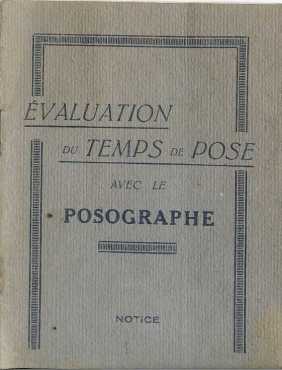 ÉVALUATION
DU TEMPS DE POSE
AVEC LE
POSOGRAPHE
NOTICE